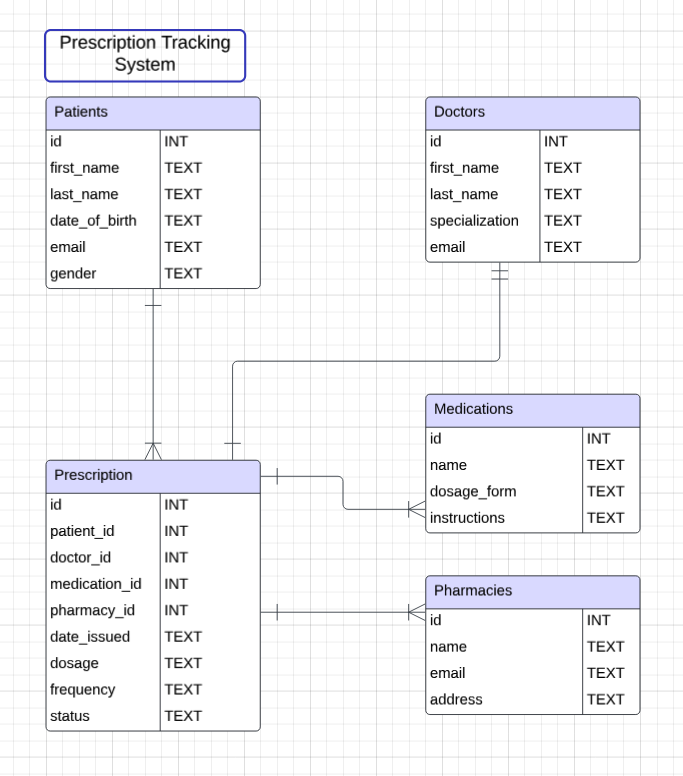 Prescription Tracking
System
Patients
id INT
first_name TEXT
last_name TEXT
date_of_birth TEXT
email TEXT
gender TEXT
Doctors
id INT
first_name TEXT
last_name TEXT
specialization TEXT
email TEXT
Medications
id INT
name TEXT
dosage_form TEXT
instructions TEXT
Prescription
id INT
patient_id INT
doctor_id INT
medication_id INT
pharmacy_id INT
date_issued TEXT
dosage TEXT
frequency TEXT
status TEXT
Pharmacies
id INT
name TEXT
email TEXT
address TEXT